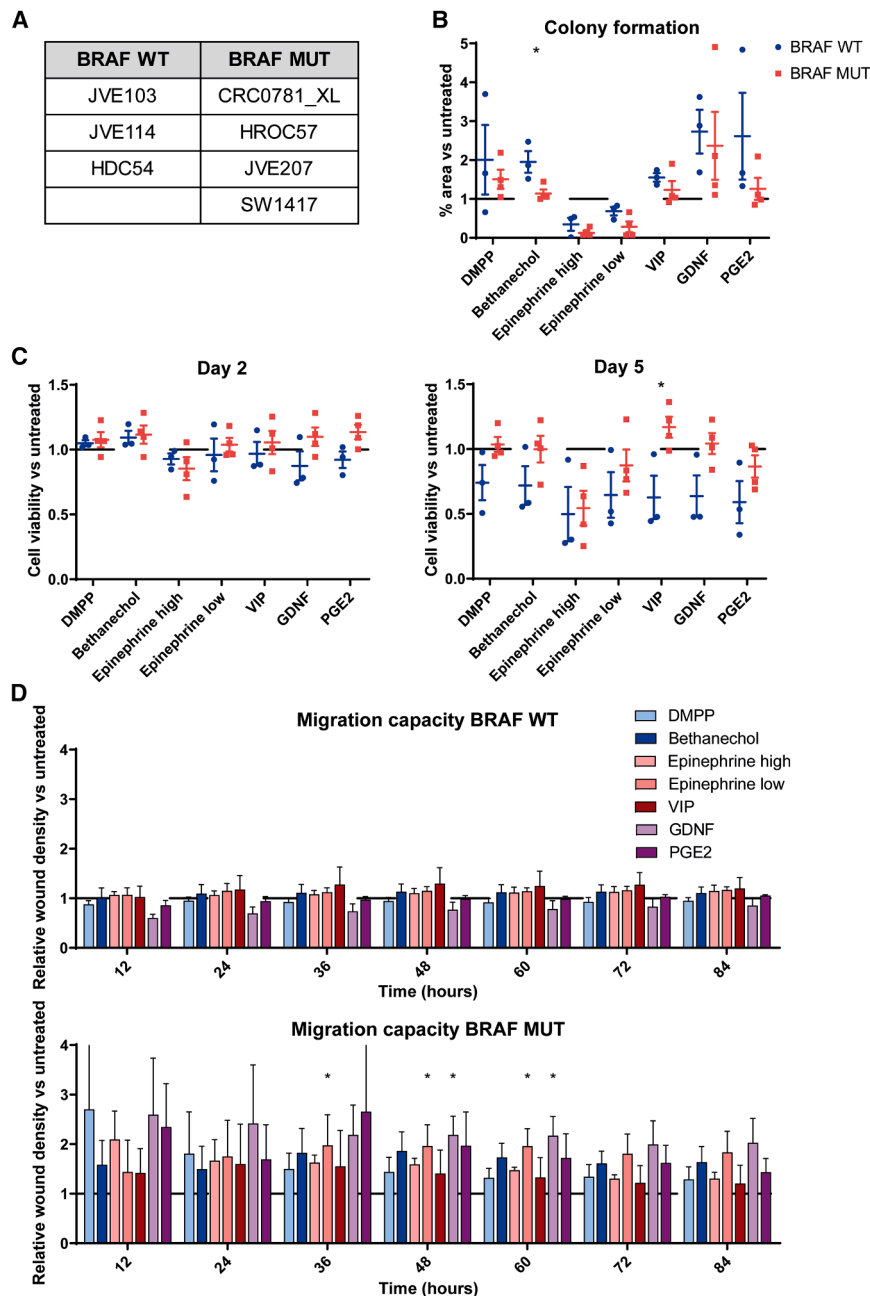 A
BRAF WT BRAF MUT
JVE103 CRC0781_XL
JVE114 HROC57
HDC54 JVE207
SW1417
B
Colony formation
*
BRAF WT
BRAF MUT
% area vs untreated
5
4
3
2
1
0
DMPP
Bethanechol
Epinephrine high
Epinephrine low
VIP
GDNF
PGE2
C
Day 2
Cell viability vs untreated
1.5
1.0
0.5
0.0
DMPP
Bethanechol
Epinephrine high
Epinephrine low
VIP
GDNF
PGE2
Day 5
*
Cell viability vs untreated
1.5
1.0
0.5
0.0
DMPP
Bethanechol
Epinephrine high
Epinephrine low
VIP
GDNF
PGE2
D
Migration capacity BRAF WT
DMPP
Bethanechol
Epinephrine high
Epinephrine low
VIP
GDNF
PGE2
Relative wound density vs untreated
4
3
2
1
0
12 24 36 48 60 72 84
Time (hours)
Migration capacity BRAF MUT
Relative wound density vs untreated
4
3
2
1
0
* * * * *
12 24 36 48 60 72 84
Time (hours)